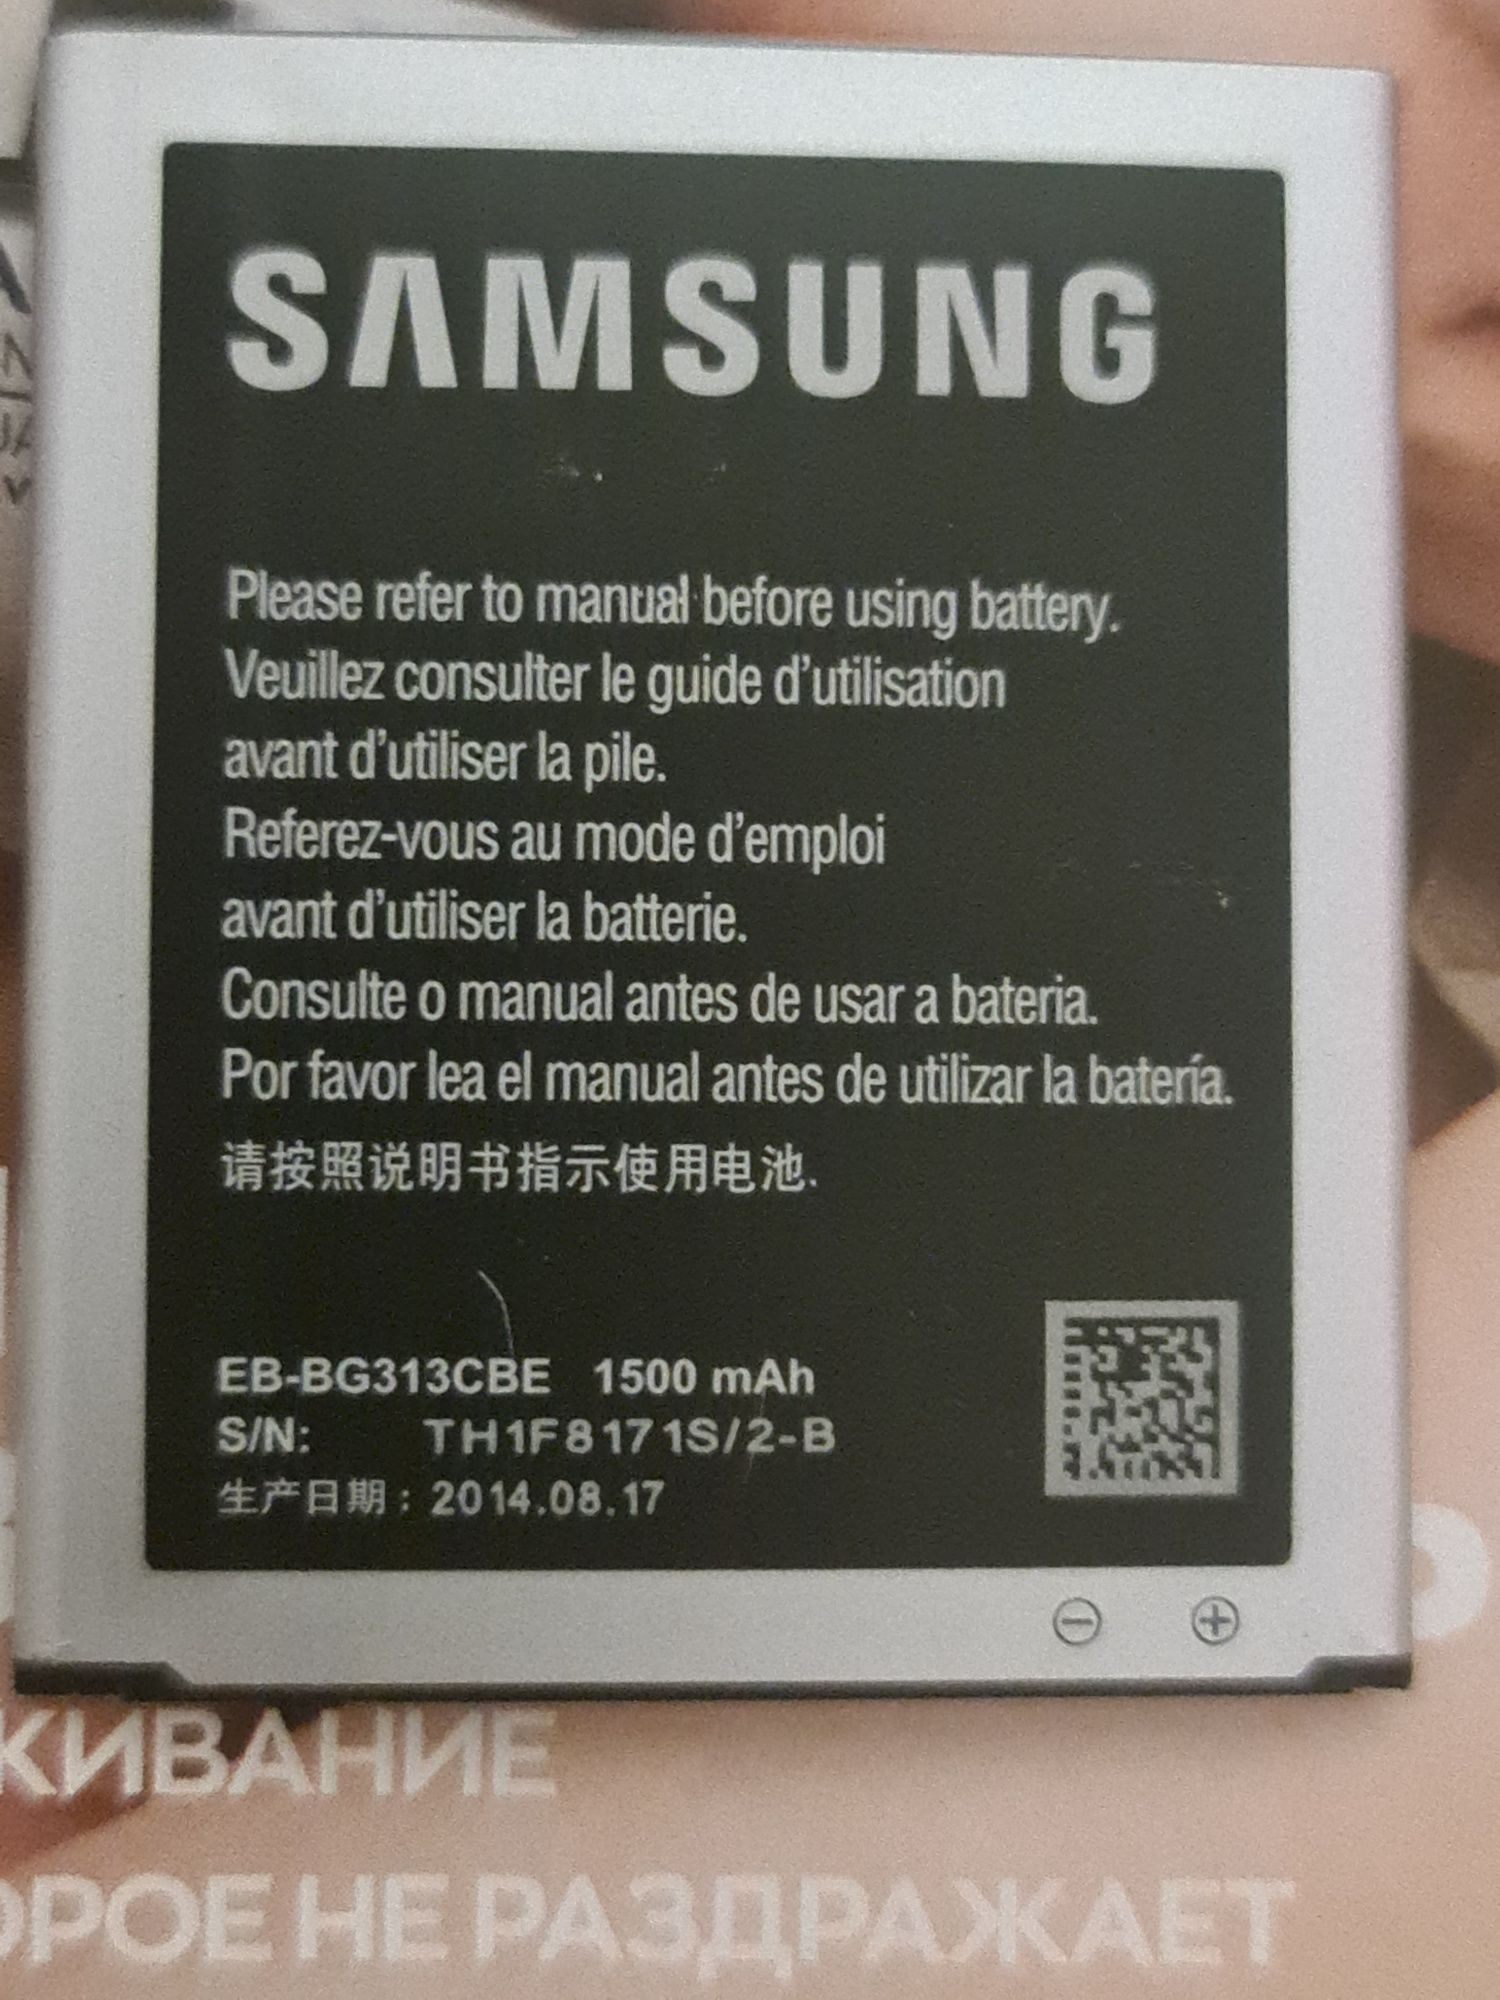 SAMSUNG
Please refer to manual before using battery.
Veuillez consulter le guide d'utilisation
avant d'utiliser la pile.
Referez-vous au mode d'emploi
avant d'utiliser la batterie.
Consulte o manual antes de usar a bateria.
Por favor lea el manual antes de utilizar la batería.
请按照说明书指示使用电池.
EB-BG313CBE 1500 mAh
S/N: TH1F8171S/2-B
生产日期: 2014.08.17
КИВАНИЕ
ОРОЕ НЕ РАЗДРАЖАЕТ